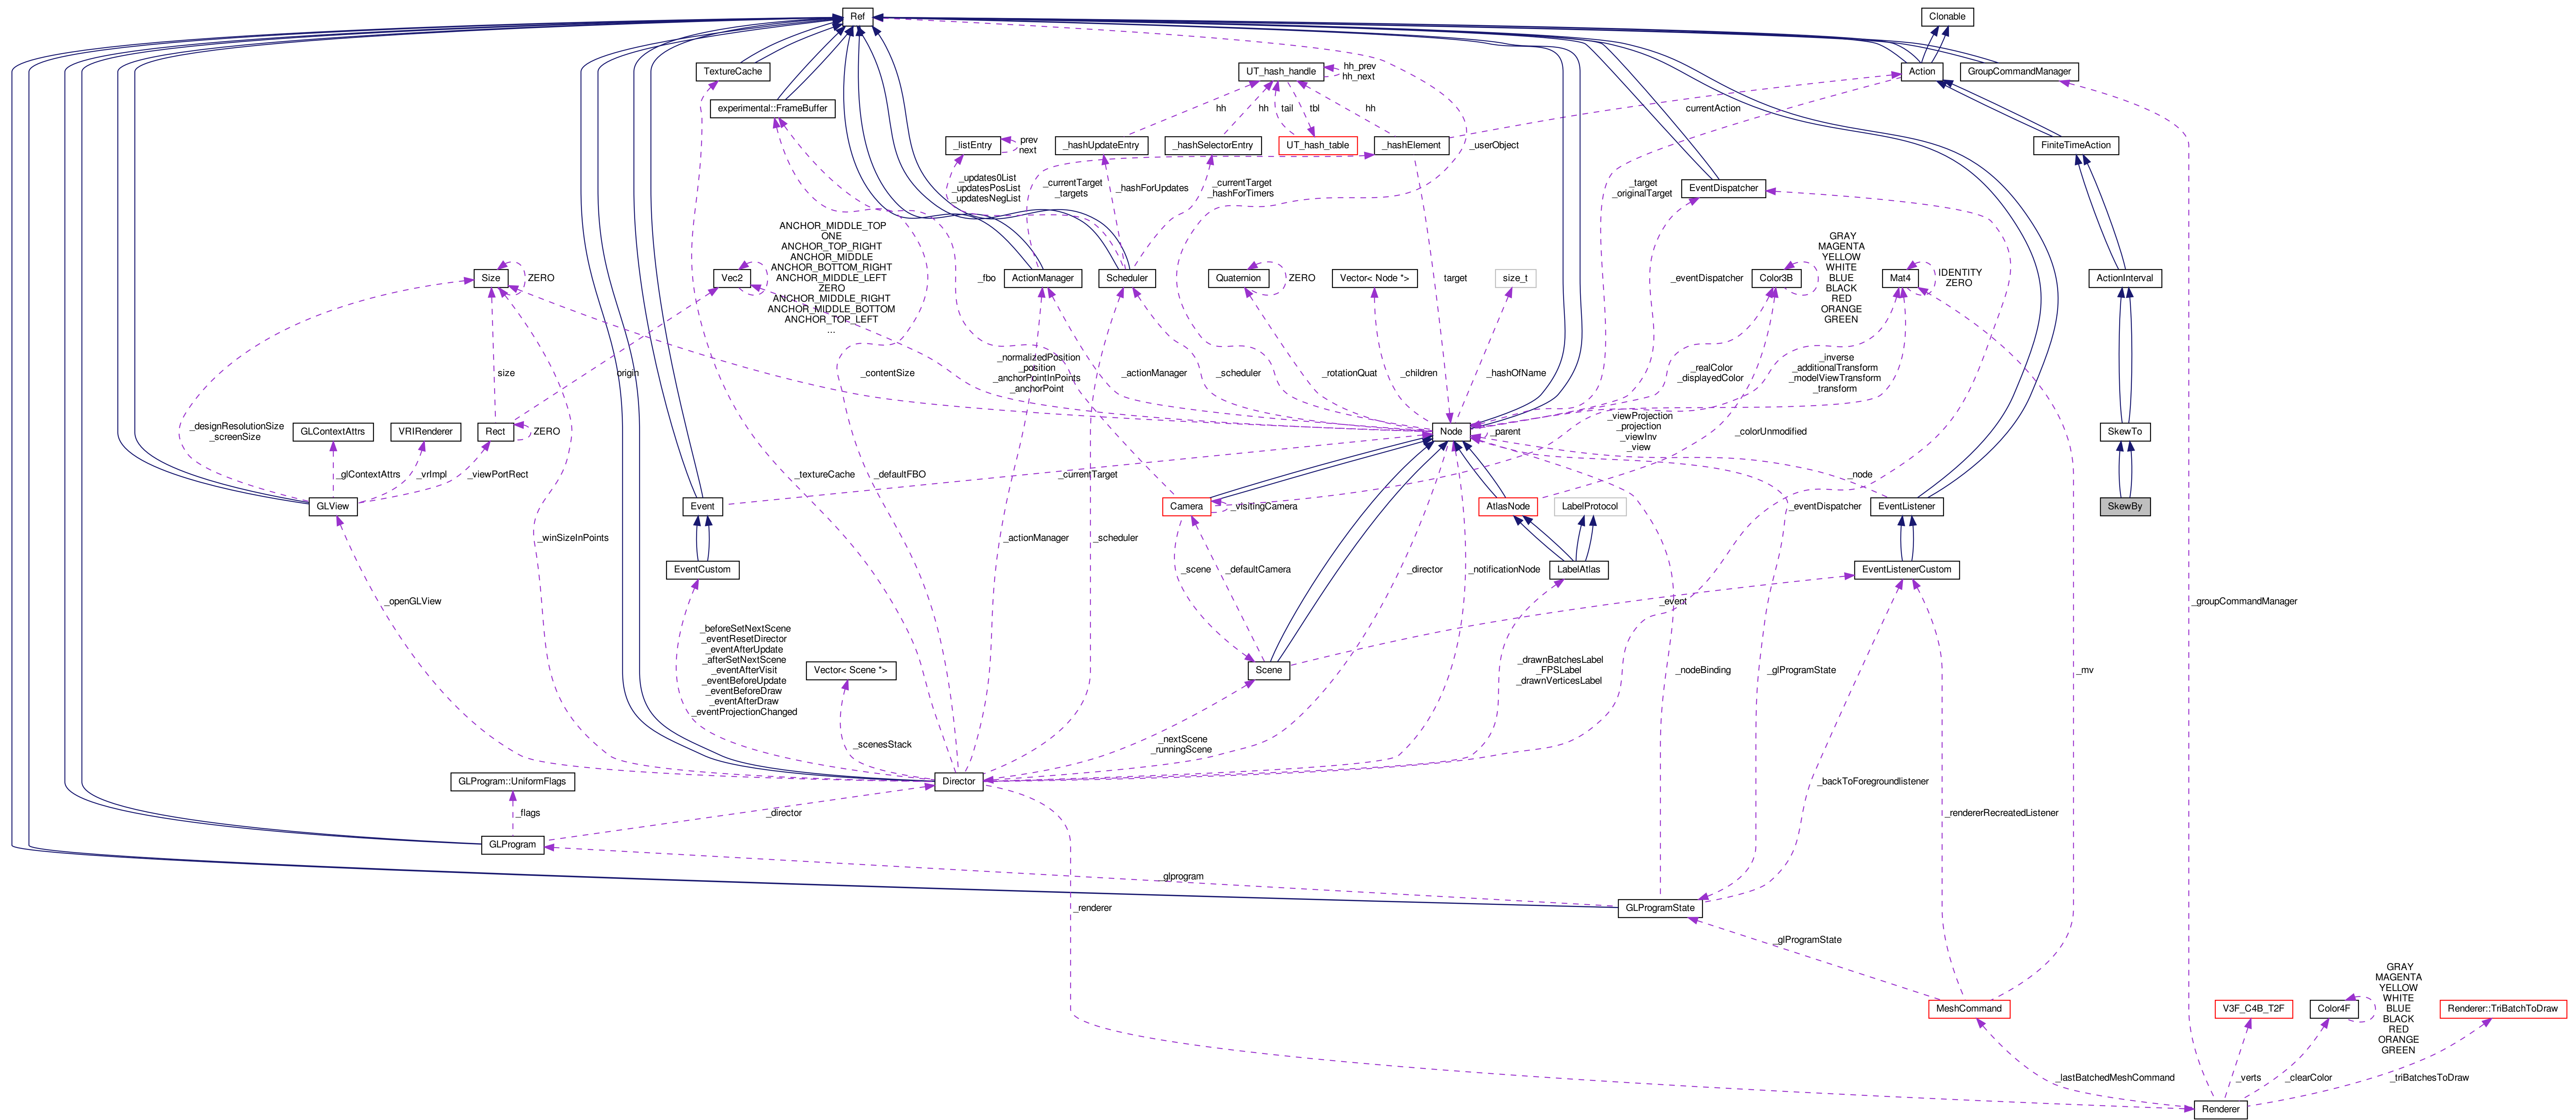 Ref
Clonable
TextureCache
UT_hash_handle
hh_prev
hh_next
Action
GroupCommandManager
experimental::FrameBuffer
hh
hh
tail
tbl
hh
currentAction
_listEntry
prev
next
_hashUpdateEntry
_hashSelectorEntry
UT_hash_table
_hashElement
_userObject
FiniteTimeAction
_updates0List
_updatesPosList
_updatesNegList
_currentTarget
_targets
_hashForUpdates
_currentTarget
_hashForTimers
_target
_originalTarget
EventDispatcher
Size
ZERO
Vec2
ANCHOR_MIDDLE_TOP
ONE
ANCHOR_TOP_RIGHT
ANCHOR_MIDDLE
ANCHOR_BOTTOM_RIGHT
ANCHOR_MIDDLE_LEFT
ZERO
ANCHOR_MIDDLE_RIGHT
ANCHOR_MIDDLE_BOTTOM
ANCHOR_TOP_LEFT
...
_fbo
ActionManager
Scheduler
Quaternion
ZERO
Vector< Node *>
target
size_t
_eventDispatcher
Color3B
GRAY
MAGENTA
YELLOW
WHITE
BLUE
BLACK
RED
ORANGE
GREEN
Mat4
IDENTITY
ZERO
ActionInterval
size
origin
_contentSize
_normalizedPosition
_position
_anchorPointInPoints
_anchorPoint
_actionManager
_scheduler
_rotationQuat
_children
_hashOfName
_realColor
_displayedColor
_inverse
_additionalTransform
_modelViewTransform
_transform
_designResolutionSize
_screenSize
GLContextAttrs
VRIRenderer
Rect
ZERO
Node
_parent
_viewProjection
_projection
_viewInv
_view
_colorUnmodified
SkewTo
_glContextAttrs
_vrImpl
_viewPortRect
_textureCache
_defaultFBO
_currentTarget
_node
GLView
Event
Camera
_visitingCamera
AtlasNode
LabelProtocol
_eventDispatcher
EventListener
SkewBy
_winSizeInPoints
_actionManager
_scheduler
EventCustom
_scene
_defaultCamera
_director
_notificationNode
LabelAtlas
EventListenerCustom
_openGLView
_event
_groupCommandManager
_beforeSetNextScene
_eventResetDirector
_eventAfterUpdate
_afterSetNextScene
_eventAfterVisit
_eventBeforeUpdate
_eventBeforeDraw
_eventAfterDraw
_eventProjectionChanged
Vector< Scene *>
Scene
_drawnBatchesLabel
_FPSLabel
_drawnVerticesLabel
_nodeBinding
_glProgramState
_mv
_scenesStack
_nextScene
_runningScene
GLProgram::UniformFlags
Director
_backToForegroundlistener
_flags
_director
_rendererRecreatedListener
GLProgram
_glprogram
GLProgramState
_renderer
_glProgramState
MeshCommand
V3F_C4B_T2F
Color4F
GRAY
MAGENTA
YELLOW
WHITE
BLUE
BLACK
RED
ORANGE
GREEN
Renderer::TriBatchToDraw
_lastBatchedMeshCommand
_verts
_clearColor
_triBatchesToDraw
Renderer